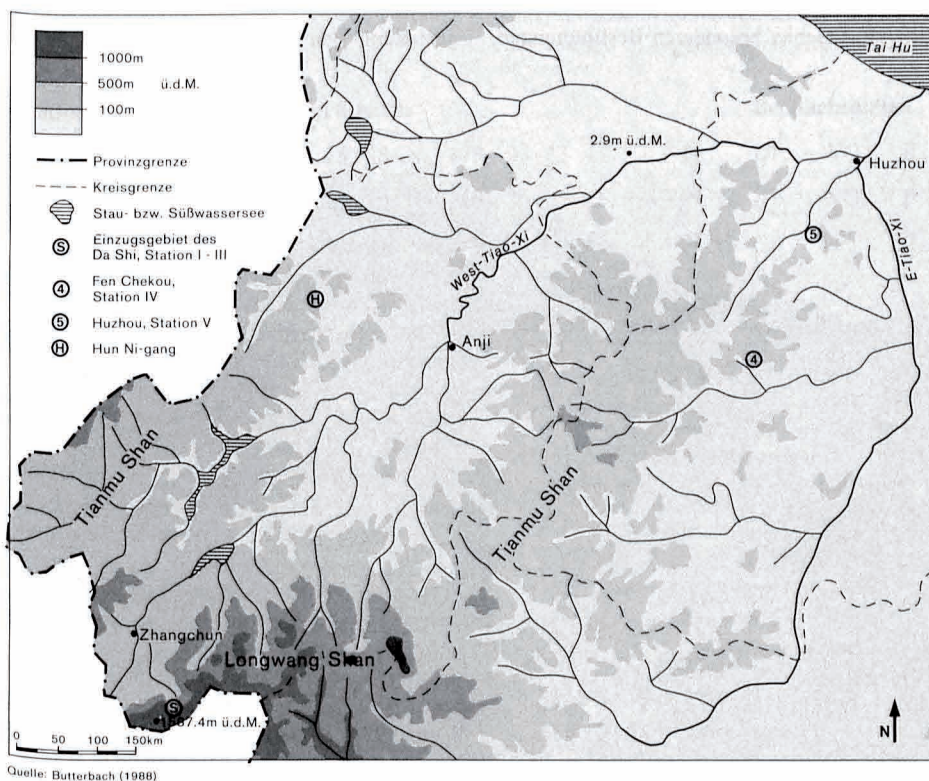 1000m
500m ü.d.M.
100m
Provinzgrenze
Kreisgrenze
Stau- bzw. Süßwassersee
S Einzugsgebiet des
Da Shi, Station I - III
4 Fen Chekou,
Station IV
5 Huzhou, Station V
H Hun Ni-gang
Tai Hu
2.9m ü.d.M.
Huzhou
5
E-Tiao-Xi
West-Tiao-Xi
H
Anji
4
Tianmu Shan
Tianmu Shan
Zhangchun
Longwang Shan
S
ü.d.M.
0 50 100 150km
N
Quelle: Butterbach (1988)